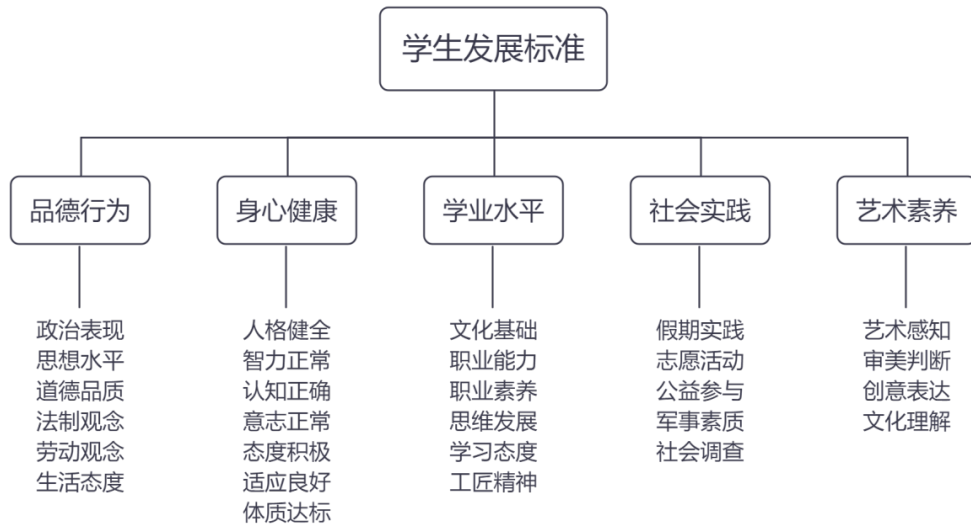 学生发展标准
品德行为
身心健康
学业水平
社会实践
艺术素养
政治表现
思想水平
道德品质
法制观念
劳动观念
生活态度
人格健全
智力正常
认知正确
意志正常
态度积极
适应良好
体质达标
文化基础
职业能力
职业素养
思维发展
学习态度
工匠精神
假期实践
志愿活动
公益参与
军事素质
社会调查
艺术感知
审美判断
创意表达
文化理解